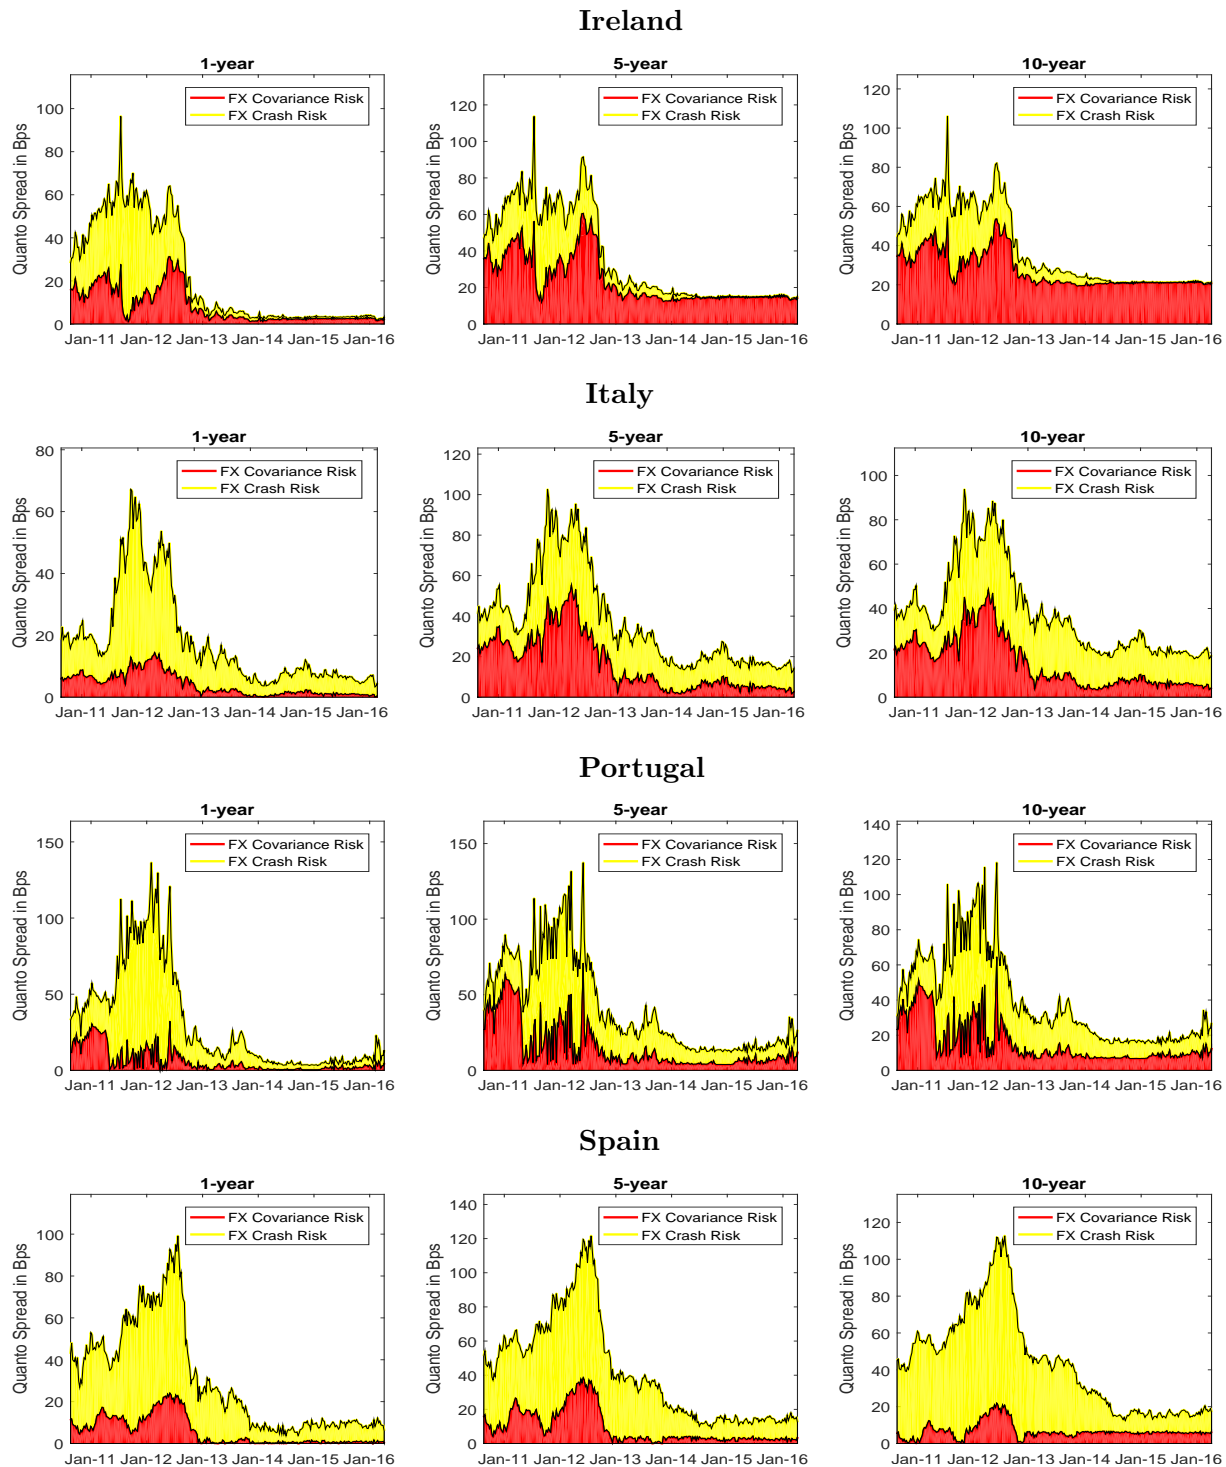 Ireland
1-year
5-year
10-year
Quanto Spread in Bps
100
80
60
40
20
0
FX Covariance Risk
FX Crash Risk
Jan-11 Jan-12 Jan-13 Jan-14 Jan-15 Jan-16
Quanto Spread in Bps
120
100
80
60
40
20
0
FX Covariance Risk
FX Crash Risk
Jan-11 Jan-12 Jan-13 Jan-14 Jan-15 Jan-16
Quanto Spread in Bps
120
100
80
60
40
20
0
FX Covariance Risk
FX Crash Risk
Jan-11 Jan-12 Jan-13 Jan-14 Jan-15 Jan-16
Italy
1-year
5-year
10-year
Quanto Spread in Bps
80
60
40
20
0
FX Covariance Risk
FX Crash Risk
Jan-11 Jan-12 Jan-13 Jan-14 Jan-15 Jan-16
Quanto Spread in Bps
120
100
80
60
40
20
0
FX Covariance Risk
FX Crash Risk
Jan-11 Jan-12 Jan-13 Jan-14 Jan-15 Jan-16
Quanto Spread in Bps
100
80
60
40
20
0
FX Covariance Risk
FX Crash Risk
Jan-11 Jan-12 Jan-13 Jan-14 Jan-15 Jan-16
Portugal
1-year
5-year
10-year
Quanto Spread in Bps
150
100
50
0
FX Covariance Risk
FX Crash Risk
Jan-11 Jan-12 Jan-13 Jan-14 Jan-15 Jan-16
Quanto Spread in Bps
150
100
50
0
FX Covariance Risk
FX Crash Risk
Jan-11 Jan-12 Jan-13 Jan-14 Jan-15 Jan-16
Quanto Spread in Bps
140
120
100
80
60
40
20
0
FX Covariance Risk
FX Crash Risk
Jan-11 Jan-12 Jan-13 Jan-14 Jan-15 Jan-16
Spain
1-year
5-year
10-year
Quanto Spread in Bps
100
80
60
40
20
0
FX Covariance Risk
FX Crash Risk
Jan-11 Jan-12 Jan-13 Jan-14 Jan-15 Jan-16
Quanto Spread in Bps
140
120
100
80
60
40
20
0
FX Covariance Risk
FX Crash Risk
Jan-11 Jan-12 Jan-13 Jan-14 Jan-15 Jan-16
Quanto Spread in Bps
120
100
80
60
40
20
0
FX Covariance Risk
FX Crash Risk
Jan-11 Jan-12 Jan-13 Jan-14 Jan-15 Jan-16